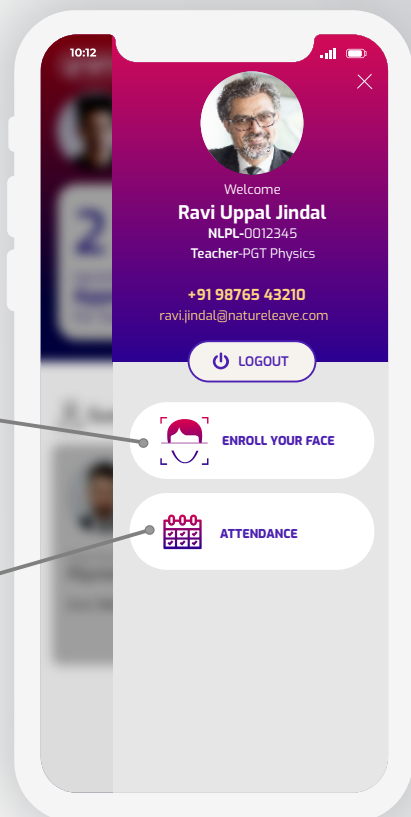 10:12
Welcome
Ravi Uppal Jindal
NLPL-0012345
Teacher-PGT Physics
+91 98765 43210
ravi.jindal@natureleave.com
LOGOUT
ENROLL YOUR FACE
ATTENDANCE
2